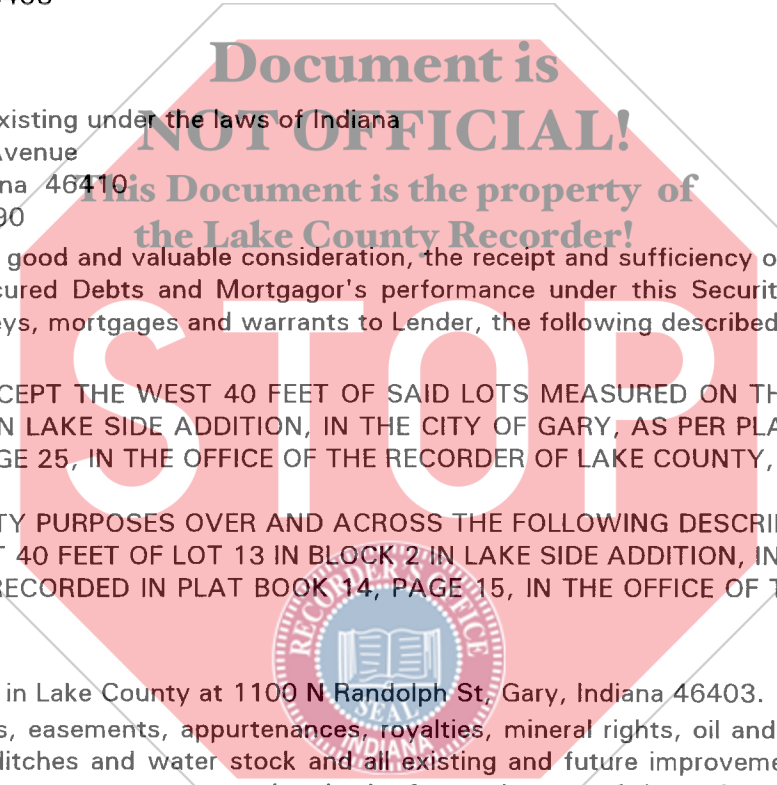 Document is
NOT OFFICIAL!
This Document is the property of
the Lake County Recorder!
xisting under the laws of Indiana
Avenue
na 46410
90
good and valuable consideration, the receipt and sufficiency o
cured Debts and Mortgagor's performance under this Securit
eys, mortgages and warrants to Lender, the following described
STOP
CEPT THE WEST 40 FEET OF SAID LOTS MEASURED ON TH
N LAKE SIDE ADDITION, IN THE CITY OF GARY, AS PER PLA
GE 25, IN THE OFFICE OF THE RECORDER OF LAKE COUNTY,
TY PURPOSES OVER AND ACROSS THE FOLLOWING DESCRI
T 40 FEET OF LOT 13 IN BLOCK 2 IN LAKE SIDE ADDITION, IN
RECORDED IN PLAT BOOK 14, PAGE 15, IN THE OFFICE OF T
RECORDER'S OFFICE
SEAL
INDIANA
in Lake County at 1100 N Randolph St, Gary, Indiana 46403.
s, easements, appurtenances, royalties, mineral rights, oil and
ditches and water stock and all existing and future improveme